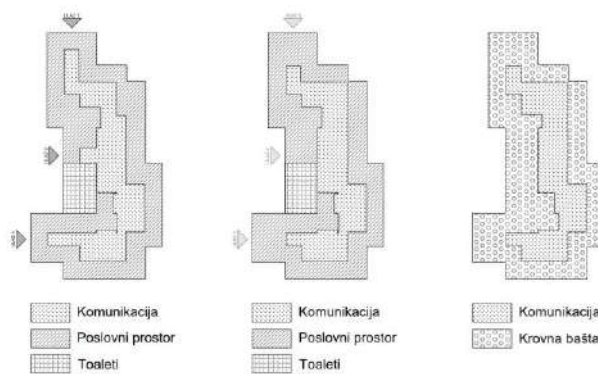 Komunikacija
Poslovni prostor
Toaleti
Komunikacija
Poslovni prostor
Toaleti
Komunikacija
Krovna bašta